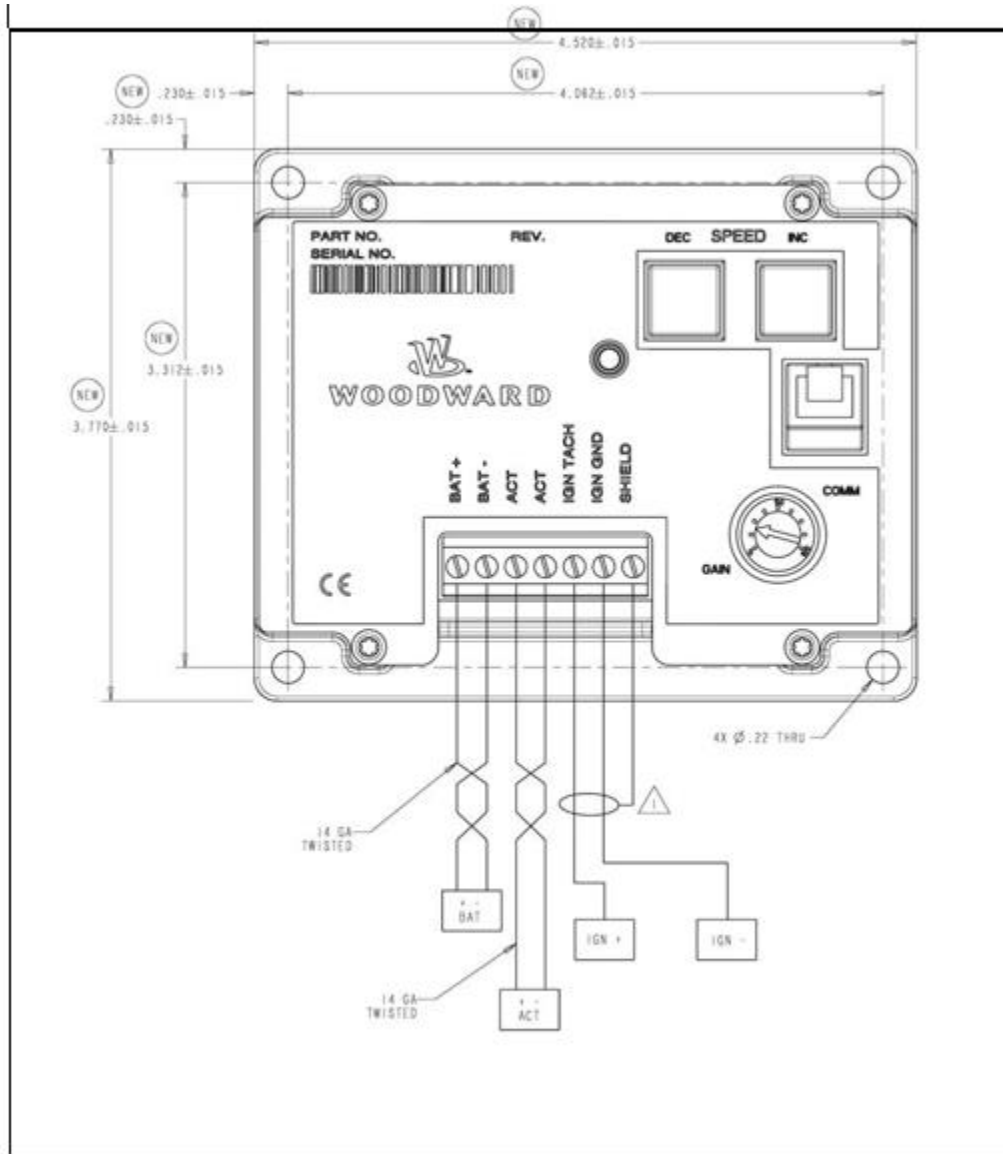 NEW
4.520±.015
NEW
4.062±.015
NEW .230±.015
.230±.015
NEW
3.312±.015
NEW
3.770±.015
PART NO. REV.
SERIAL NO.
DEC SPEED INC
W
WOODWARD
BAT +
BAT -
ACT
ACT
IGN TACH
IGN GND
SHIELD
COMM
GAIN
CE
4X Ø.22 THRU
1
14 GA
TWISTED
+ -
BAT
IGN +
IGN -
14 GA
TWISTED
+ -
ACT